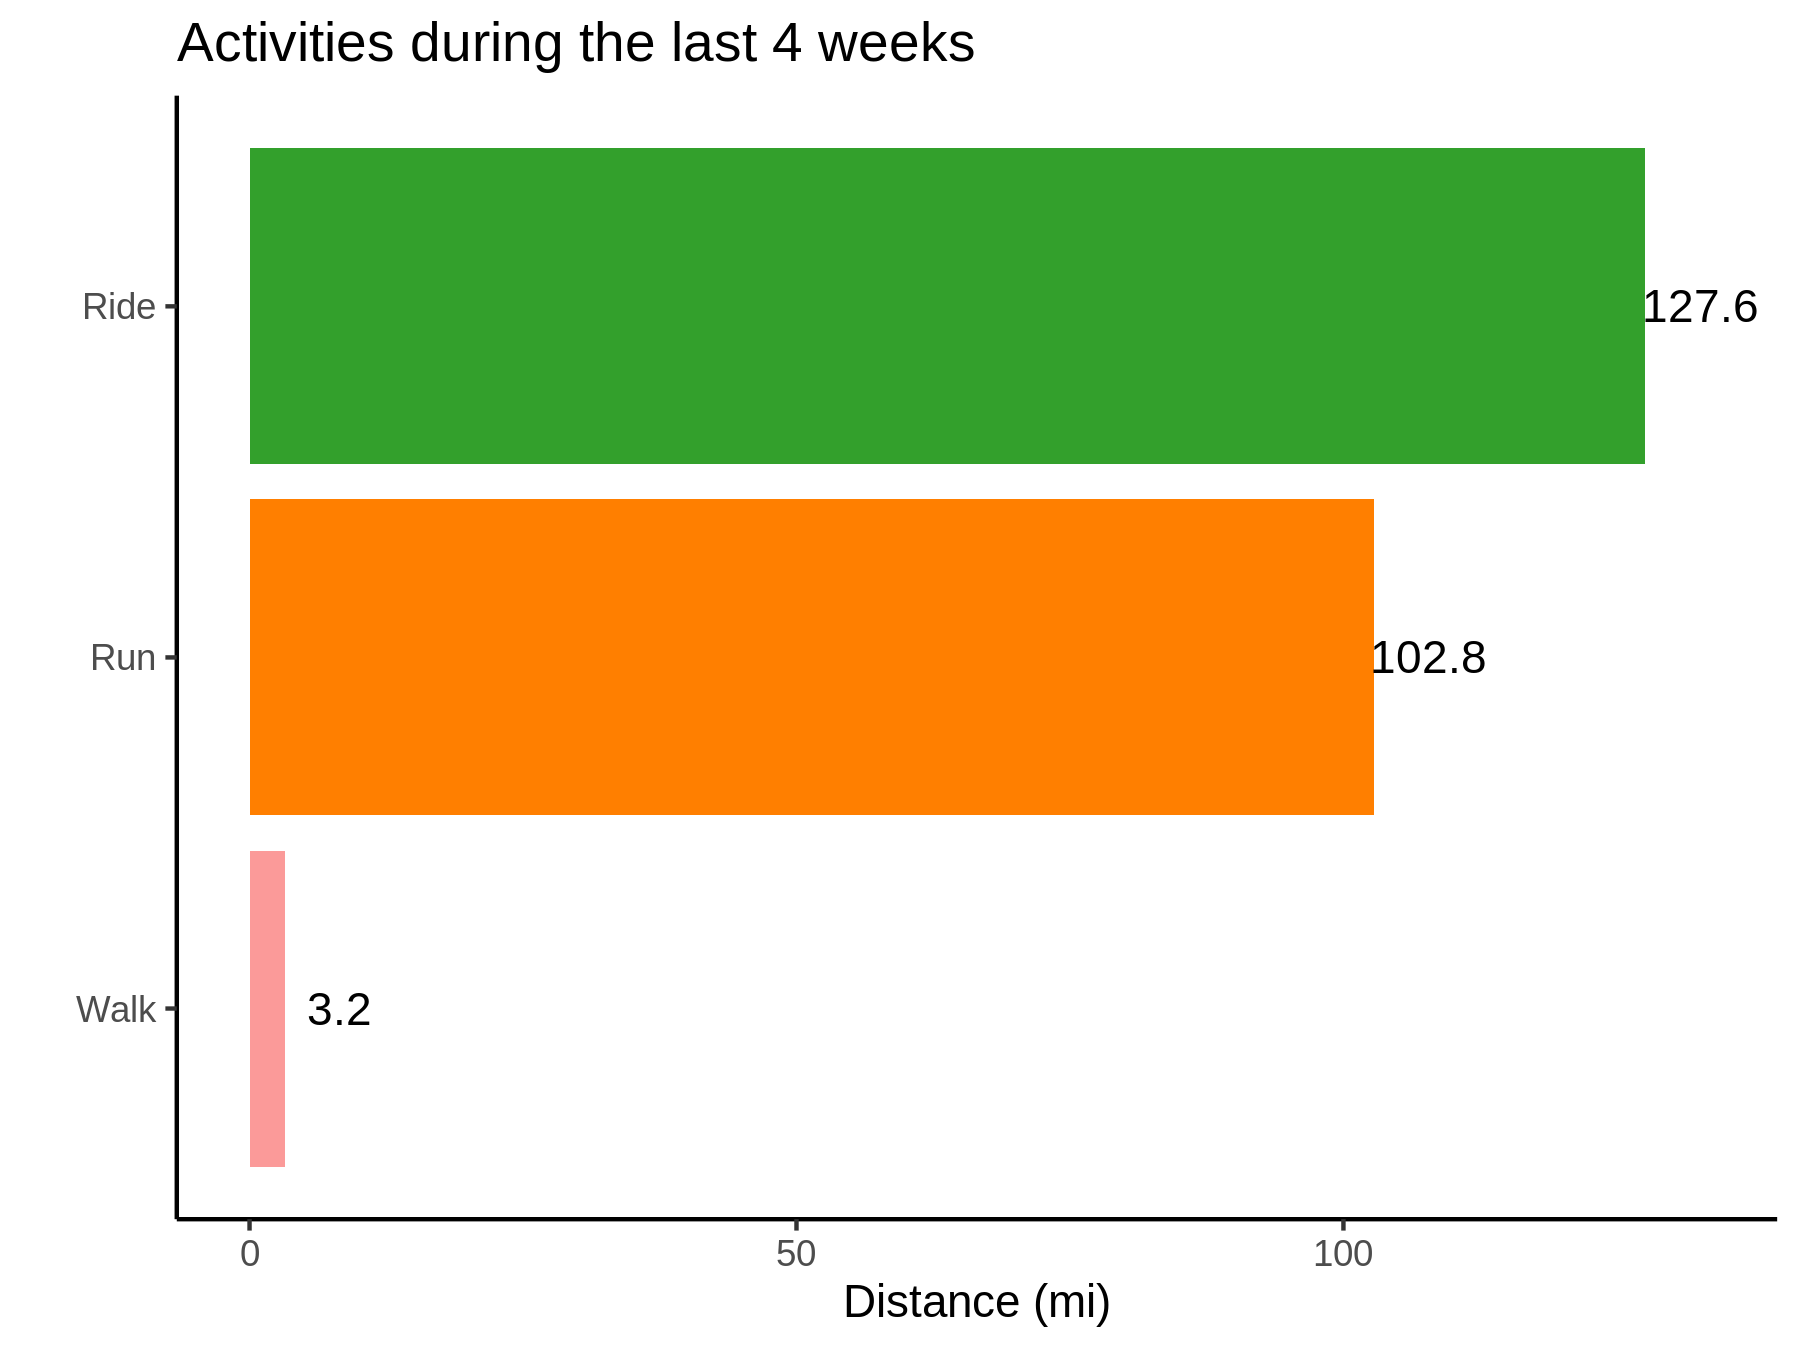 Activities during the last 4 weeks
Ride
127.6
Run
102.8
Walk
3.2
0 50 100
Distance (mi)